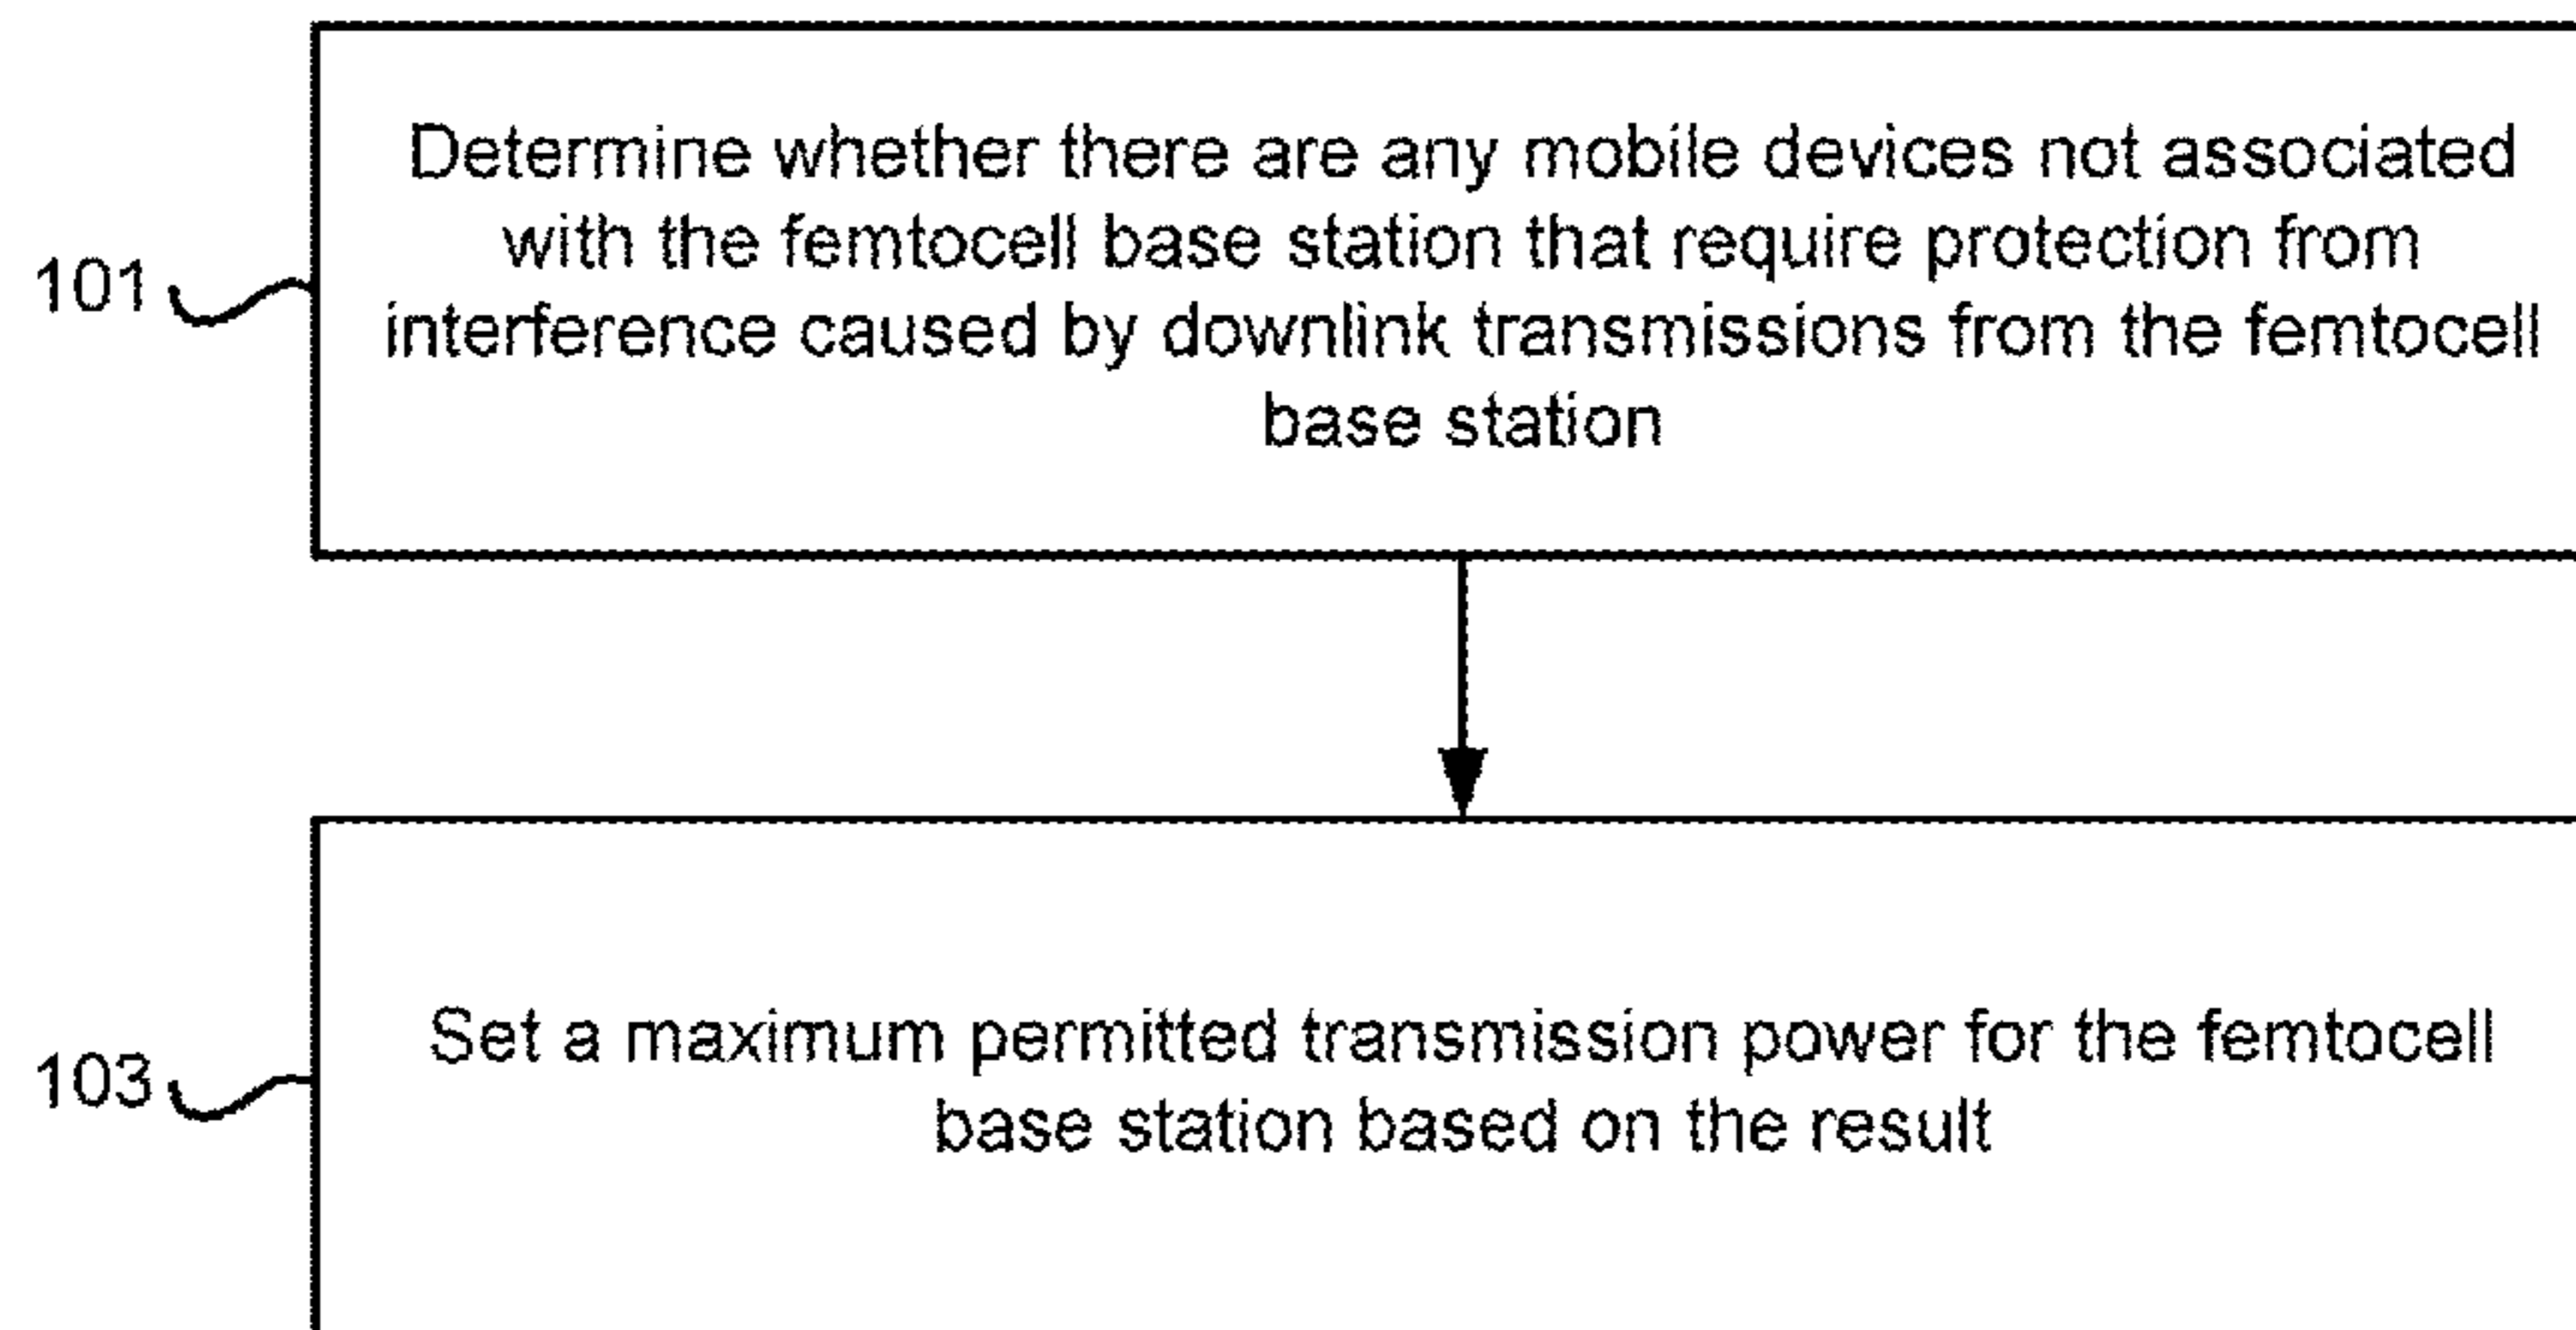 Determine whether there are any mobile devices not associated
with the femtocell base station that require protection from
101
interference caused by downlink transmissions from the femtocell
base station
Set a maximum permitted transmission power for the femtocell
103
base station based on the result